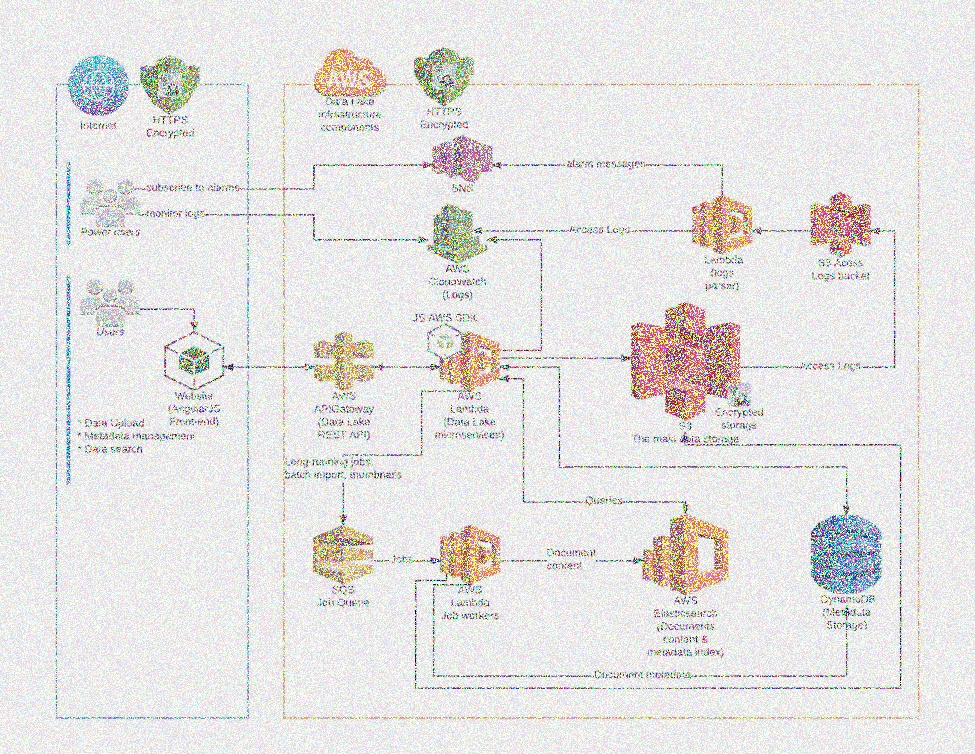 Internet
HTTPS
Encrypted
AWS
Data Lake
infrastructure
components
HTTPS
Encrypted
SNS
alarm messages
subscribe to alarms
monitor logs
Power users
Access Logs
AWS
Cloudwatch
(Logs)
Lambda
(logs
parser)
S3 Acess
Logs bucket
Users
JS AWS SDK
Website
(AngularJS
Front-end)
* Data Upload
* Metadata management
* Data search
AWS
APIGateway
(Data Lake
REST API)
AWS
Lambda
(Data Lake
microservices)
Access Logs
Encrypted
storage
S3
The main data storage
Long-running jobs:
batch import, thumbnails
Queries
Jobs
Document
content
SQS
Job Queue
AWS
Lambda
Job workers
AWS
Elasticsearch
(Documents
content &
metadata index)
DynamoDB
(Metadata
Storage)
Document metadata